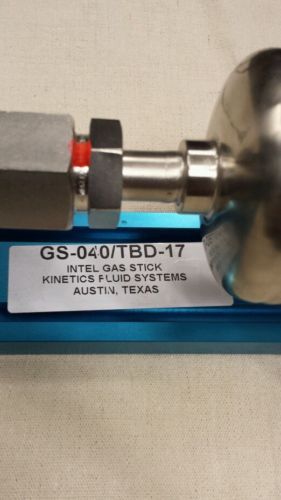 GS-040/TBD-17
INTEL GAS STICK
KINETICS FLUID SYSTEMS
AUSTIN, TEXAS